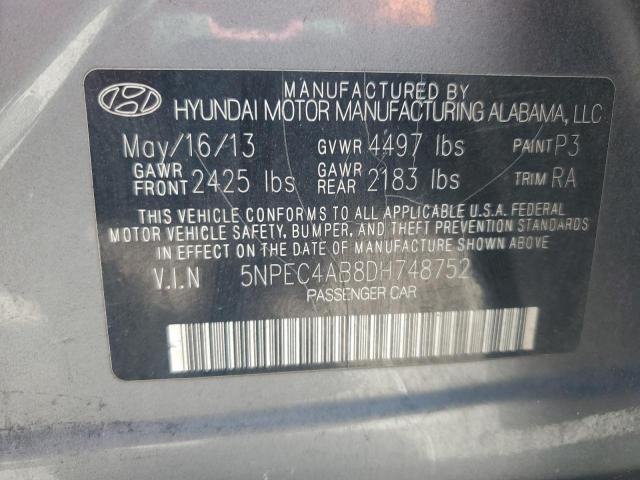 MANUFACTURED BY
HYUNDAI MOTOR MANUFACTURING ALABAMA, LLC
May/16/13 GVWR 4497 lbs PAINT P3
GAWR FRONT 2425 lbs GAWR REAR 2183 lbs TRIM RA
THIS VEHICLE CONFORMS TO ALL APPLICABLE U.S.A. FEDERAL
MOTOR VEHICLE SAFETY, BUMPER, AND THEFT PREVENTION STANDARDS
IN EFFECT ON THE DATE OF MANUFACTURE SHOWN ABOVE.
V.I.N 5NPEC4AB8DH748752
PASSENGER CAR